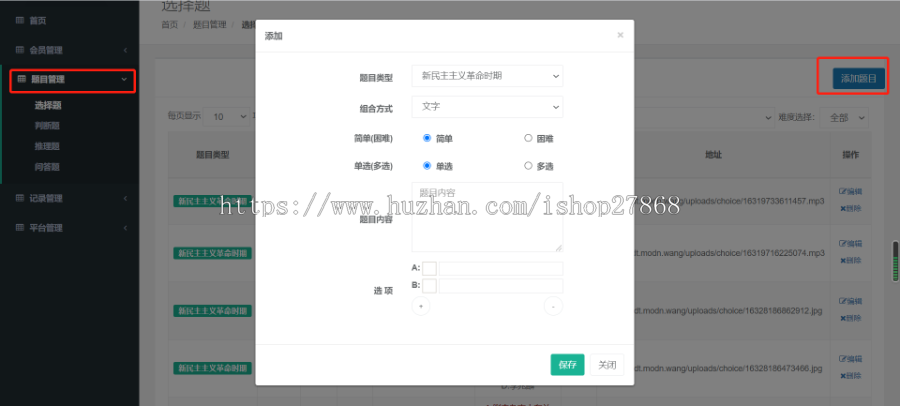 选择题
首页 / 题目管理 / 选择
首页
会员管理
题目管理
选择题
判断题
推理题
问答题
记录管理
平台管理
添加题目
每页显示 10
难度选择: 全部
题目类型 地址 操作
新民主主义革命时期 wang/uploads/choice/16319733611457.mp3 编辑
删除
新民主主义革命时期 dt.modn.wang/uploads/choice/16319716225074.mp3 编辑
删除
新民主主义革命时期 dt.modn.wang/uploads/choice/16328186862912.jpg 编辑
删除
新民主主义革命时期 dt.modn.wang/uploads/choice/16328186473466.jpg 编辑
删除
添加 ×
题目类型 新民主主义革命时期
组合方式 文字
简单(困难) 简单 困难
单选(多选) 单选 多选
题目内容 题目内容
选 项
A:
B:
+ -
保存 关闭
https://www.huzhan.com/ishop27868